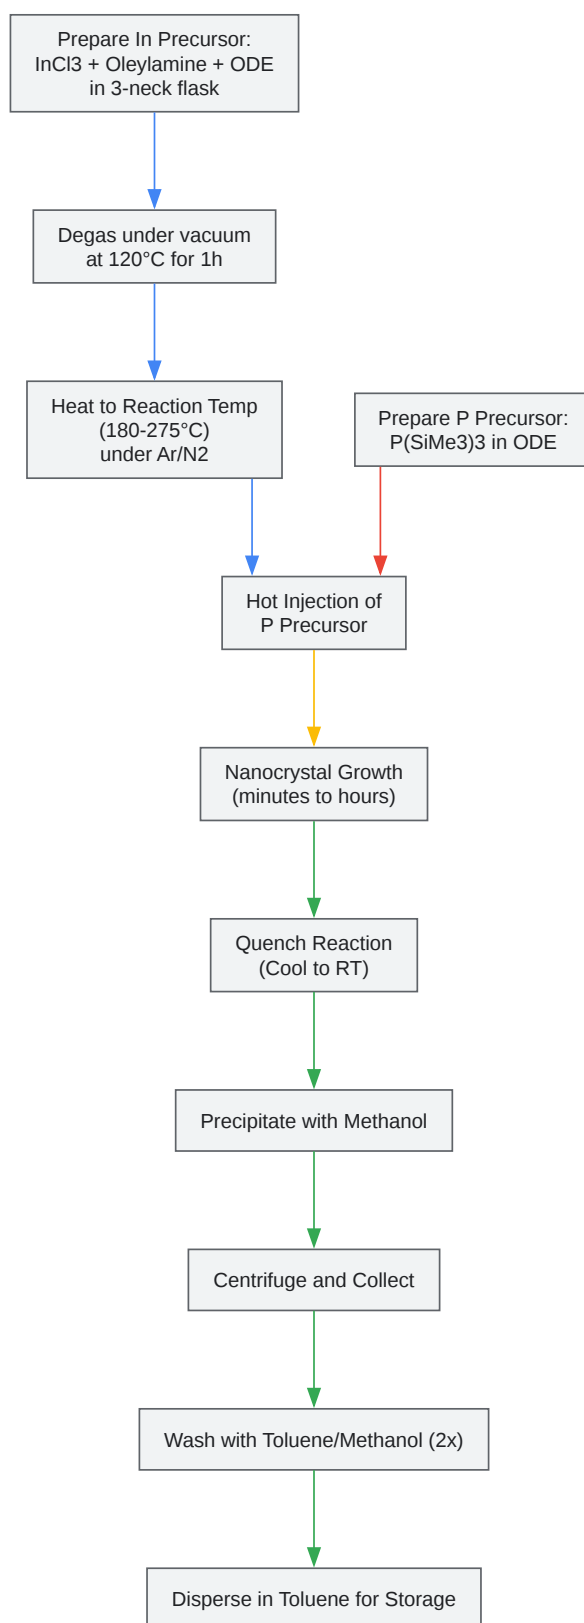 Prepare In Precursor:
InCl3 + Oleylamine + ODE
in 3-neck flask
Degas under vacuum
at 120°C for 1h
Heat to Reaction Temp
(180-275°C)
under Ar/N2
Prepare P Precursor:
P(SiMe3)3 in ODE
Hot Injection of
P Precursor
Nanocrystal Growth
(minutes to hours)
Quench Reaction
(Cool to RT)
Precipitate with Methanol
Centrifuge and Collect
Wash with Toluene/Methanol (2x)
Disperse in Toluene for Storage